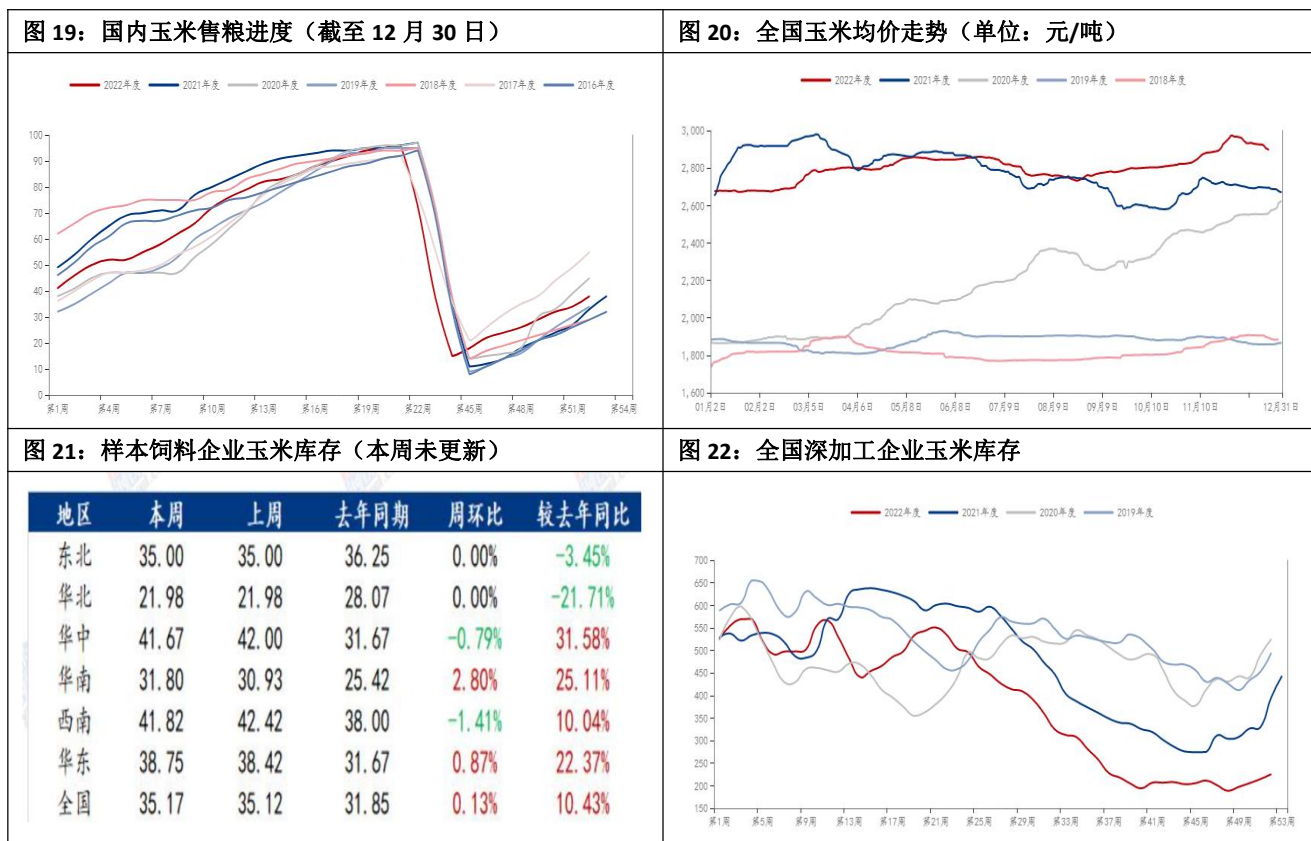 图 19：国内玉米售粮进度（截至 12 月 30 日）
2022年度 2021年度 2020年度 2019年度 2018年度 2017年度 2016年度
100
90
80
70
60
50
40
30
20
10
0
第1周 第4周 第7周 第10周 第13周 第16周 第19周 第22周 第45周 第48周 第51周 第54周
图 20：全国玉米均价走势（单位：元/吨）
2022年度 2021年度 2020年度 2019年度 2018年度
3,000
2,800
2,600
2,400
2,200
2,000
1,800
1,600
01月2日 02月2日 03月5日 04月6日 05月8日 06月8日 07月9日 08月9日 09月9日 10月10日 11月10日 12月31日
图 21：样本饲料企业玉米库存（本周未更新）
地区 本周 上周 去年同期 周环比 较去年同比
东北 35.00 35.00 36.25 0.00% -3.45%
华北 21.98 21.98 28.07 0.00% -21.71%
华中 41.67 42.00 31.67 -0.79% 31.58%
华南 31.80 30.93 25.42 2.80% 25.11%
西南 41.82 42.42 38.00 -1.41% 10.04%
华东 38.75 38.42 31.67 0.87% 22.37%
全国 35.17 35.12 31.85 0.13% 10.43%
图 22：全国深加工企业玉米库存
2022年度 2021年度 2020年度 2019年度
700
650
600
550
500
450
400
350
300
250
200
150
第1周 第5周 第9周 第13周 第17周 第21周 第25周 第29周 第33周 第37周 第41周 第45周 第49周 第53周